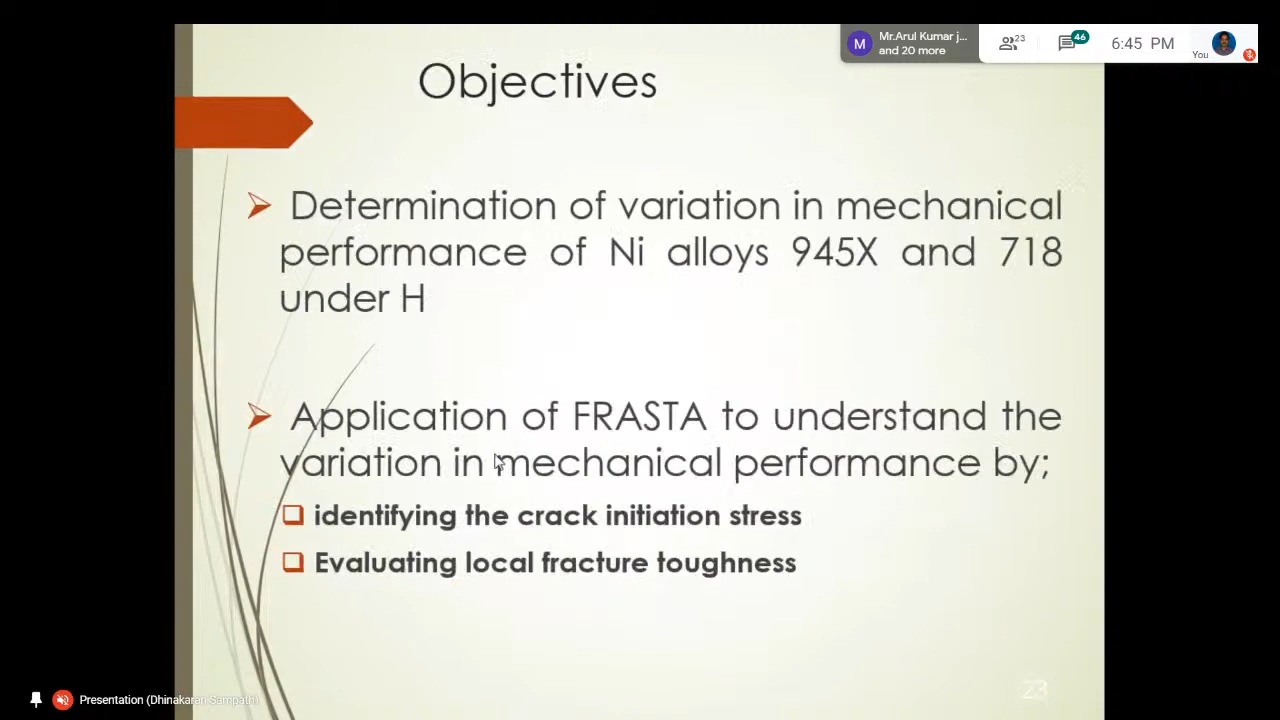 Mr.Arul Kumar j...
and 20 more
23
46
6:45 PM
You
M
Objectives
Determination of variation in mechanical
performance of Ni alloys 945X and 718
under H
Application of FRASTA to understand the
variation in mechanical performance by;
identifying the crack initiation stress
Evaluating local fracture toughness
23
Presentation (Dhinakaran Sampath)